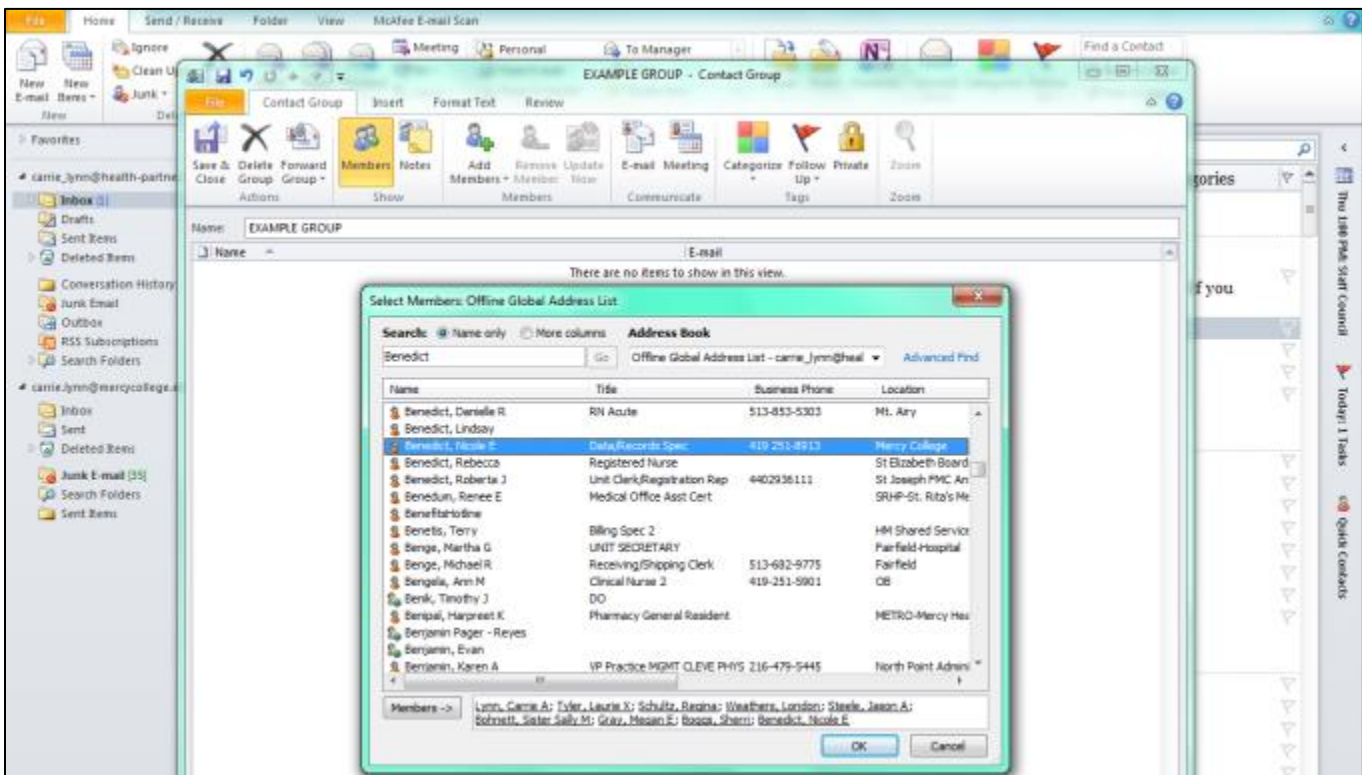 File Home Send / Receive Folder View McAfee E-mail Scan
Ignore Meeting Personal To Manager Find a Contact
Clean Up
New E-mail New Items Junk
New
EXAMPLE GROUP - Contact Group
File Contact Group Insert Format Text Review
Save & Close Delete Group Forward Group Members Notes Add Members Remove Member Update Now E-mail Meeting Categorize Follow Up Private Zoom
Actions Show Members Communicate Tags Zoom
Name: EXAMPLE GROUP
Name E-mail
There are no items to show in this view.
Favorites
carrie_lynn@health-partne
Inbox
Drafts
Sent Items
Deleted Items
Conversation History
Junk Email
Outbox
RSS Subscriptions
Search Folders
carrie.lynn@mercycollege.e
Inbox
Sent
Deleted Items
Junk E-mail [35]
Search Folders
Sent Items
Select Members: Offline Global Address List
Search: Name only More columns Address Book
Benedict Go Offline Global Address List - carrie_lynn@heal Advanced Find
Name Title Business Phone Location
Benedict, Danielle R RN Acute 513-853-5303 Mt. Airy
Benedict, Lindsay
Benedict, Nicole E Data/Records Spec 419 251-8913 Mercy College
Benedict, Rebecca Registered Nurse St Elizabeth Board
Benedict, Roberta J Unit Clerk/Registration Rep 4402936111 St Joseph PMC An
Benedum, Renee E Medical Office Asst Cert SRHP-St. Rita's Me
BenefitsHotline
Benetis, Terry Billing Spec 2 HM Shared Service
Benge, Martha G UNIT SECRETARY Fairfield-Hospital
Benge, Michael R Receiving/Shipping Clerk 513-682-9775 Fairfield
Bengela, Ann M Clinical Nurse 2 419-251-5901 OB
Benik, Timothy J DO
Benipal, Harpreet K Pharmacy General Resident METRO-Mercy Hea
Benjamin Pager - Reyes
Benjamin, Evan
Benjamin, Karen A VP Practice MGMT CLEVE PHYS 216-479-5445 North Point Admini
Members -> Lynn, Carrie A; Tyler, Laurie X; Schultz, Regina; Weathers, London; Steele, Jason A;
Bohnett, Sister Sally M; Gray, Megan E; Boggs, Sherri; Benedict, Nicole E
OK Cancel
gories
f you
Thu 1:00 PM: Staff Council
Today: 1 Tasks
Quick Contacts